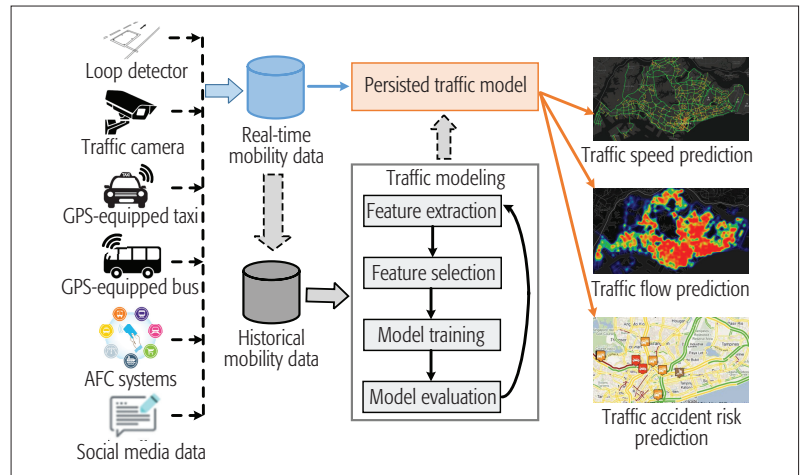 Loop detector
Traffic camera
GPS-equipped taxi
GPS-equipped bus
AFC systems
Social media data
Real-time
mobility data
Historical
mobility data
Persisted traffic model
Traffic modeling
Feature extraction
Feature selection
Model training
Model evaluation
Traffic speed prediction
Traffic flow prediction
Traffic accident risk
prediction